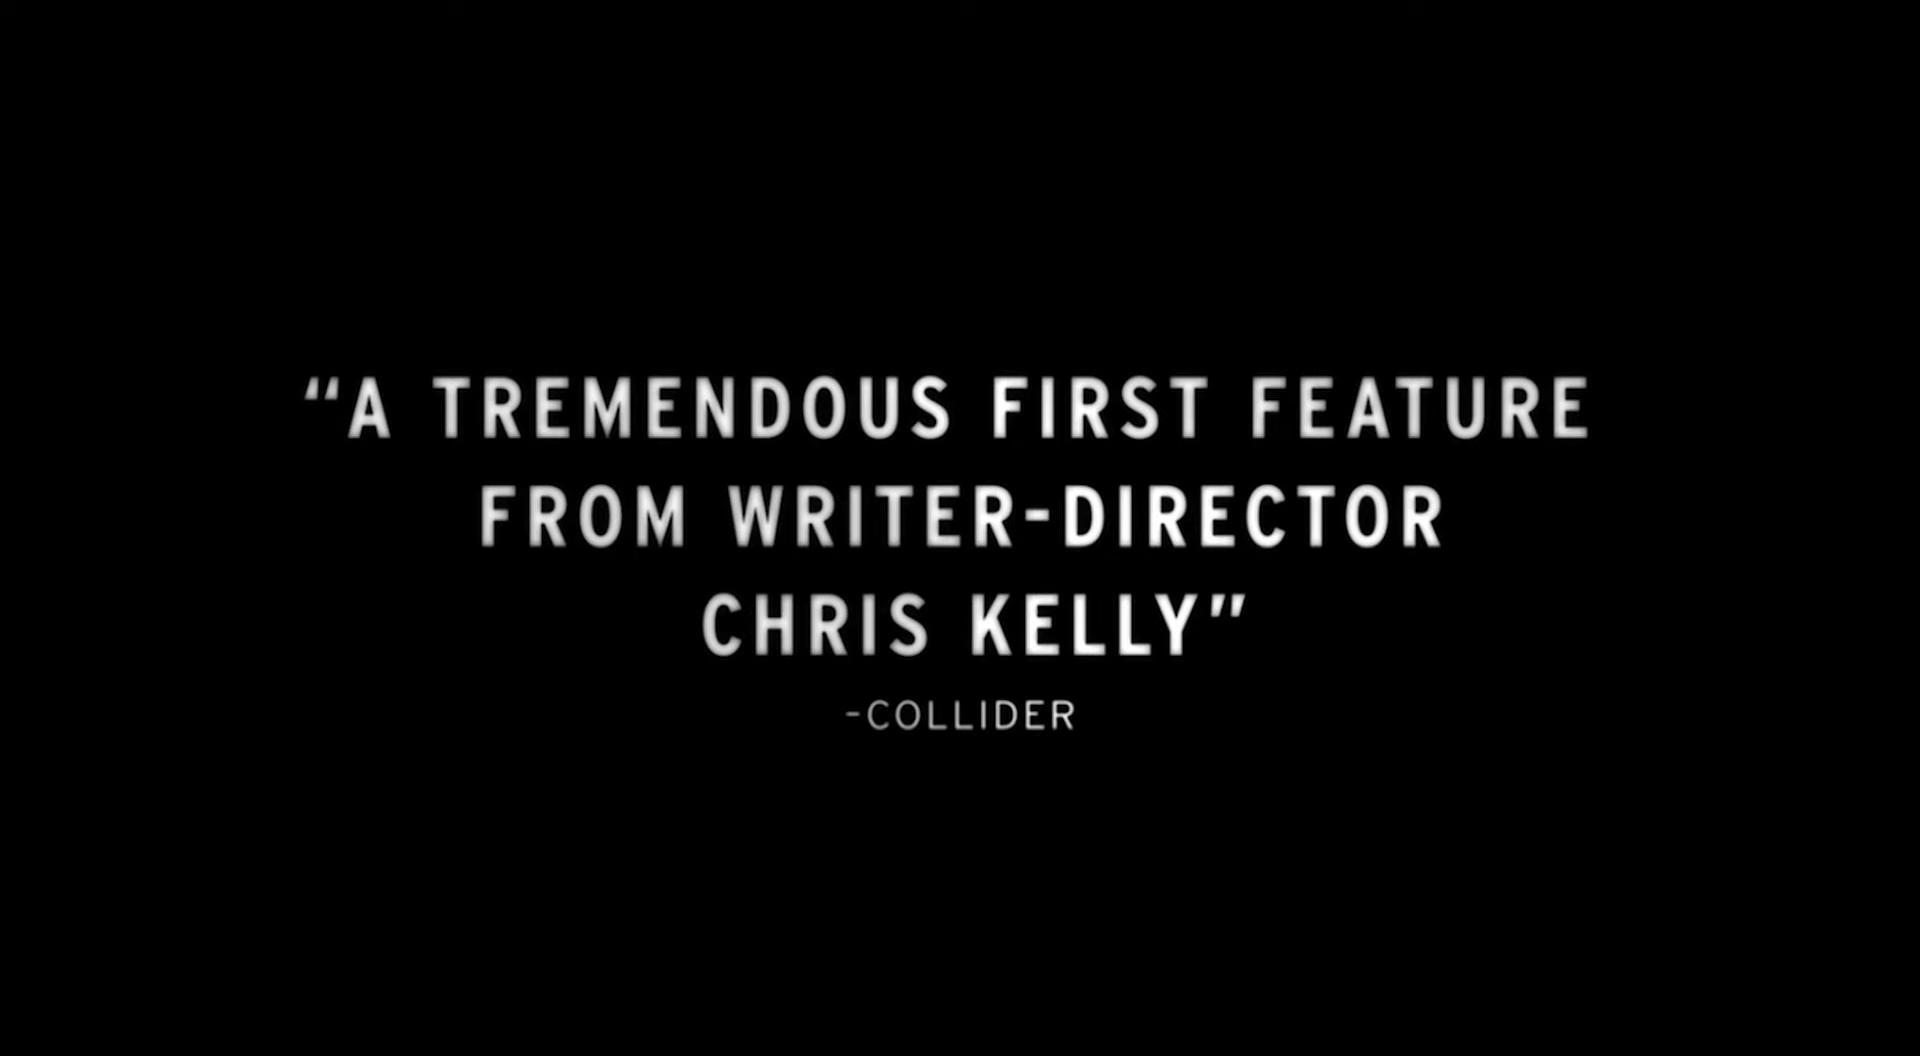 “A TREMENDOUS FIRST FEATURE
FROM WRITER-DIRECTOR
CHRIS KELLY”
-COLLIDER